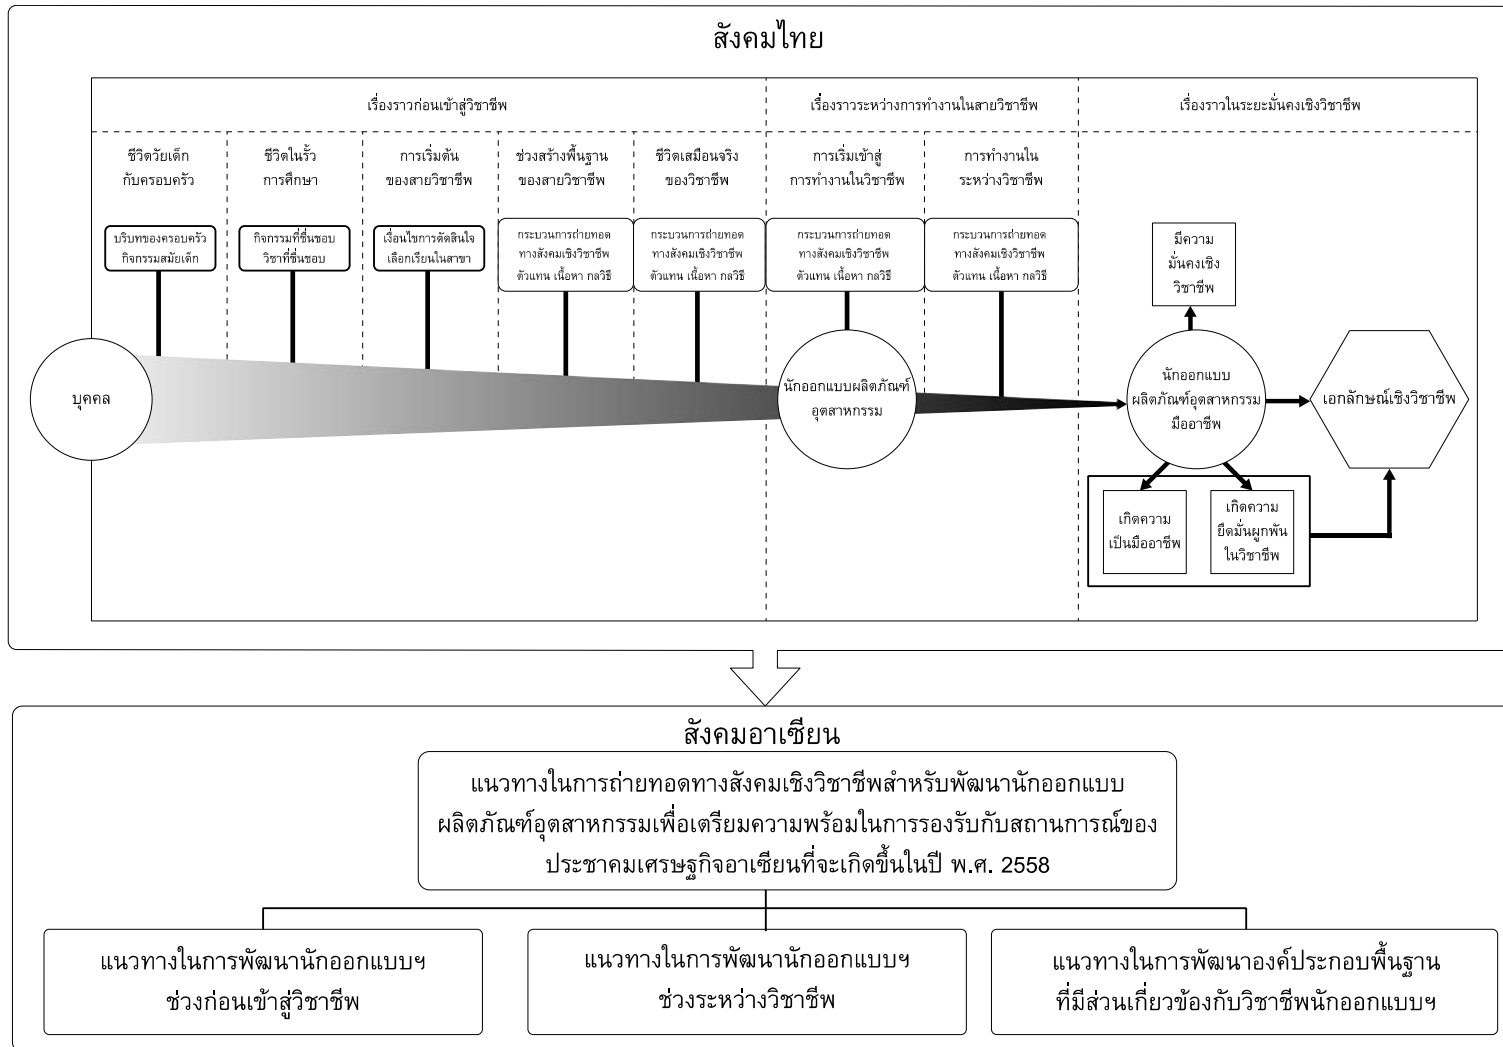 สังคมไทย
เรื่องราวก่อนเข้าสู่วิชาชีพ
เรื่องราวระหว่างการทำงานในสายวิชาชีพ
เรื่องราวในระยะมั่นคงเชิงวิชาชีพ
ชีวิตวัยเด็ก
กับครอบครัว
ชีวิตในรั้ว
การศึกษา
การเริ่มต้น
ของสายวิชาชีพ
ช่วงสร้างพื้นฐาน
ของสายวิชาชีพ
ชีวิตเสมือนจริง
ของวิชาชีพ
การเริ่มเข้าสู่
การทำงานในวิชาชีพ
การทำงานใน
ระหว่างวิชาชีพ
บริบทของครอบครัว
กิจกรรมสมัยเด็ก
กิจกรรมที่ชื่นชอบ
วิชาที่ชื่นชอบ
เงื่อนไขการตัดสินใจ
เลือกเรียนในสาขา
กระบวนการถ่ายทอด
ทางสังคมเชิงวิชาชีพ
ตัวแทน เนื้อหา กลวิธี
กระบวนการถ่ายทอด
ทางสังคมเชิงวิชาชีพ
ตัวแทน เนื้อหา กลวิธี
กระบวนการถ่ายทอด
ทางสังคมเชิงวิชาชีพ
ตัวแทน เนื้อหา กลวิธี
กระบวนการถ่ายทอด
ทางสังคมเชิงวิชาชีพ
ตัวแทน เนื้อหา กลวิธี
มีความ
มั่นคงเชิง
วิชาชีพ
บุคคล
นักออกแบบผลิตภัณฑ์
อุตสาหกรรม
นักออกแบบ
ผลิตภัณฑ์อุตสาหกรรม
มืออาชีพ
เอกลักษณ์เชิงวิชาชีพ
เกิดความ
เป็นมืออาชีพ
เกิดความ
ยึดมั่นผูกพัน
ในวิชาชีพ
สังคมอาเซียน
แนวทางในการถ่ายทอดทางสังคมเชิงวิชาชีพสำหรับพัฒนานักออกแบบ
ผลิตภัณฑ์อุตสาหกรรมเพื่อเตรียมความพร้อมในการรองรับกับสถานการณ์ของ
ประชาคมเศรษฐกิจอาเซียนที่จะเกิดขึ้นในปี พ.ศ. 2558
แนวทางในการพัฒนานักออกแบบฯ
ช่วงก่อนเข้าสู่วิชาชีพ
แนวทางในการพัฒนานักออกแบบฯ
ช่วงระหว่างวิชาชีพ
แนวทางในการพัฒนาองค์ประกอบพื้นฐาน
ที่มีส่วนเกี่ยวข้องกับวิชาชีพนักออกแบบฯ